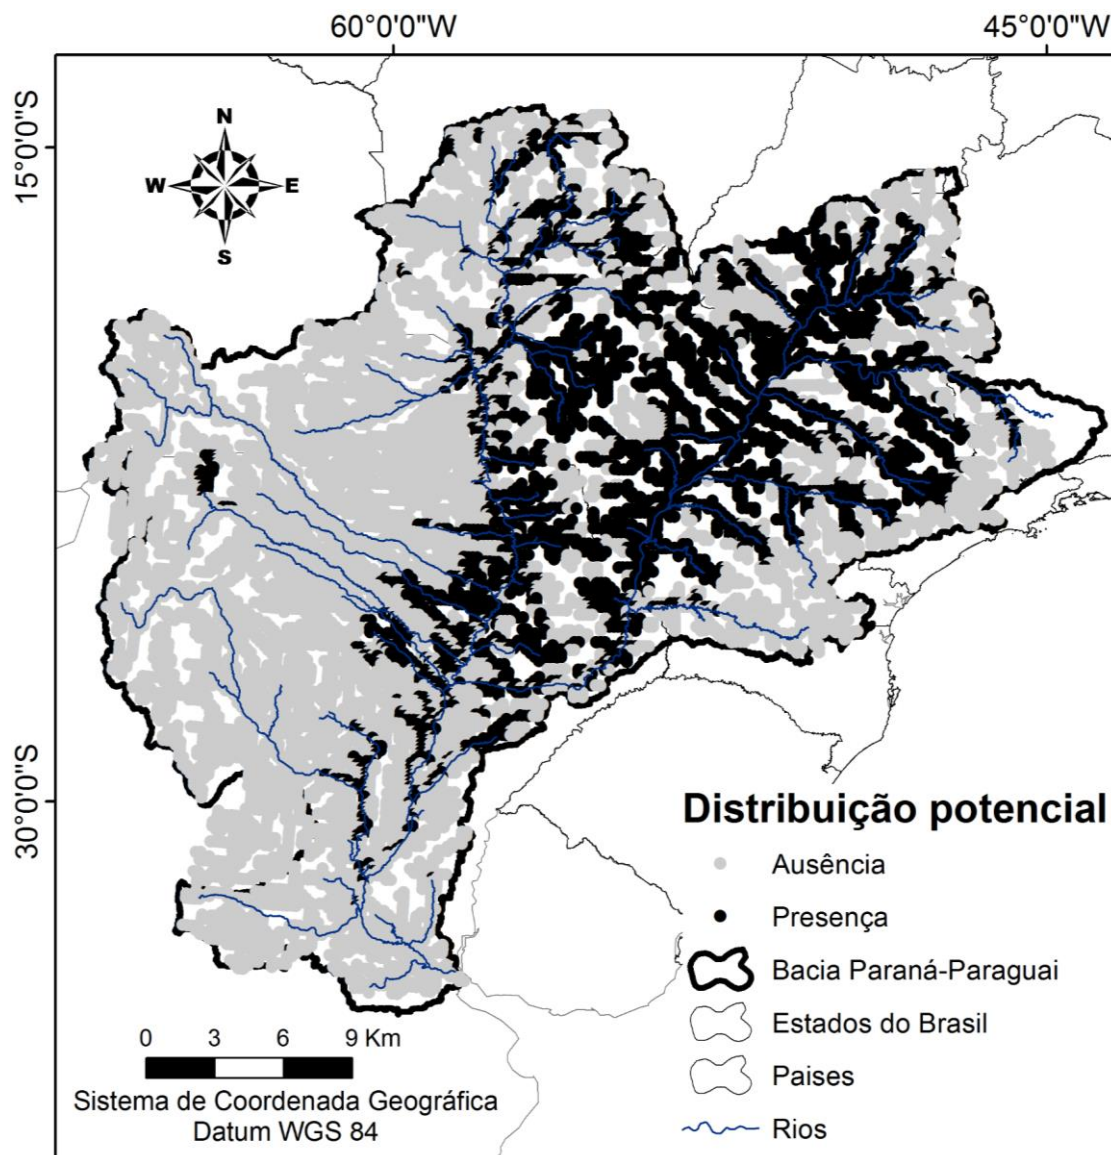 60°0'0"W
45°0'0"W
15°0'0"S
N
W
E
S
30°0'0"S
Distribuição potencial
Ausência
Presença
Bacia Paraná-Paraguai
Estados do Brasil
Paises
Rios
0 3 6 9 Km
Sistema de Coordenada Geográfica
Datum WGS 84